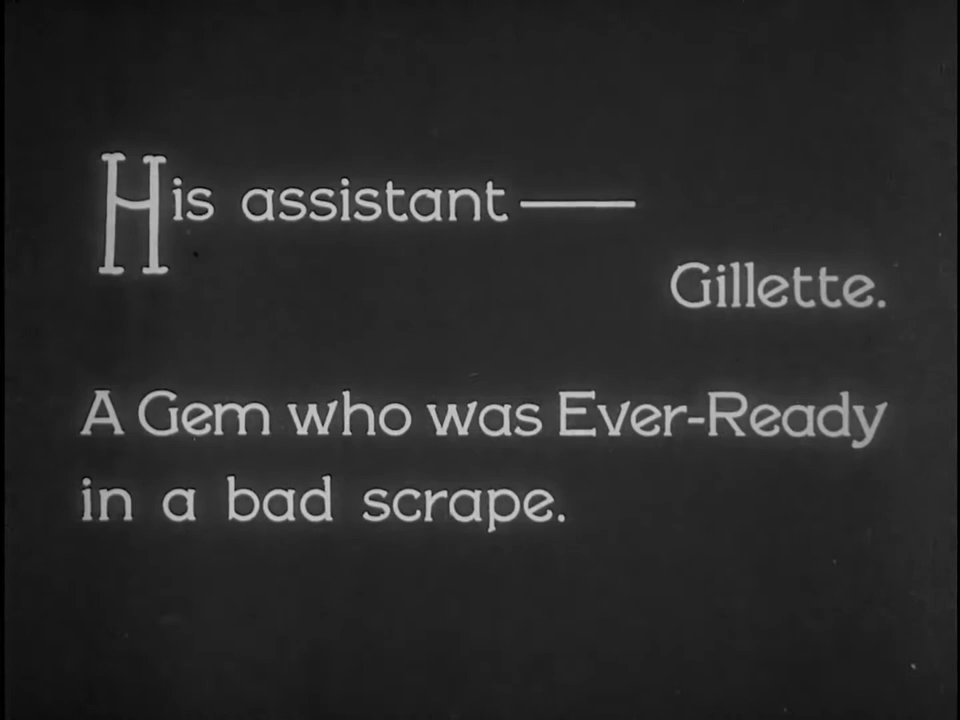 His assistant —
Gillette.
A Gem who was Ever-Ready
in a bad scrape.